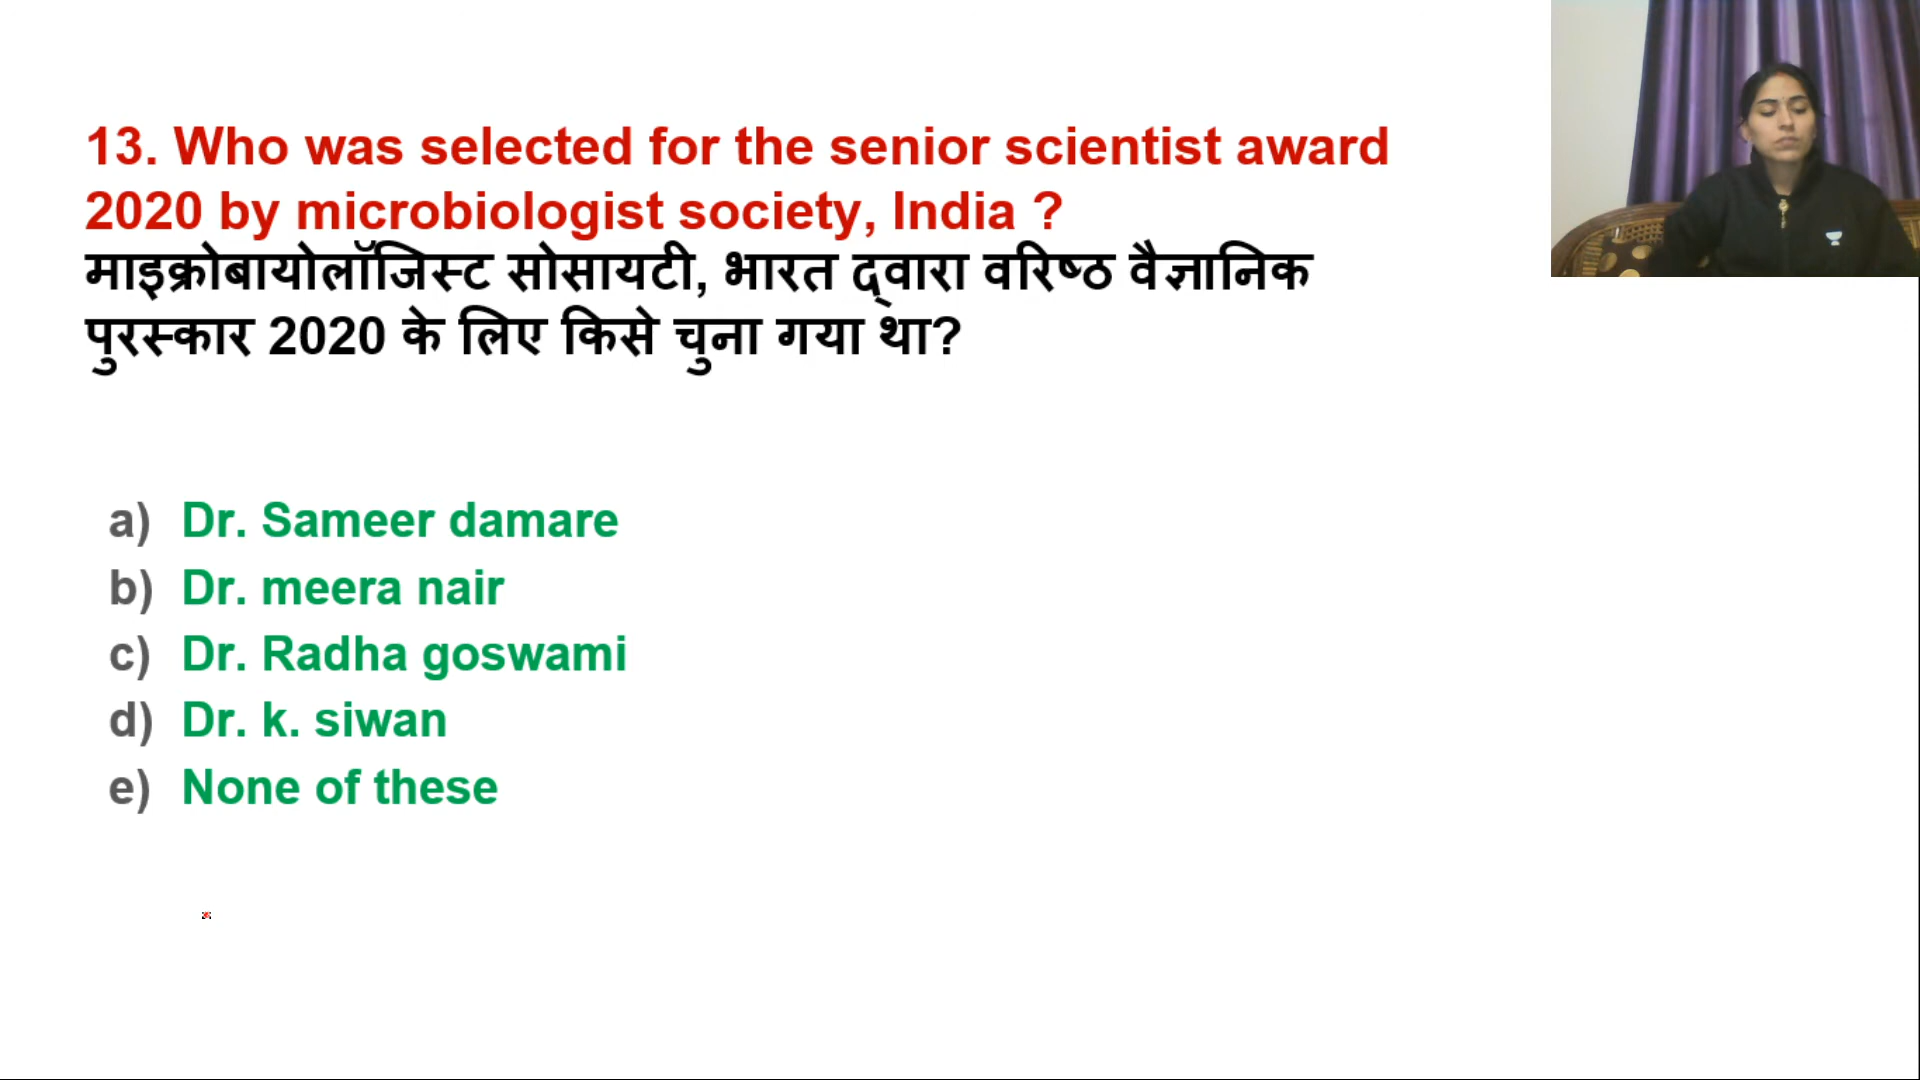 13. Who was selected for the senior scientist award
2020 by microbiologist society, India ?
माइक्रोबायोलॉजिस्ट सोसायटी, भारत द्वारा वरिष्ठ वैज्ञानिक
पुरस्कार 2020 के लिए किसे चुना गया था?
a) Dr. Sameer damare
b) Dr. meera nair
c) Dr. Radha goswami
d) Dr. k. siwan
e) None of these